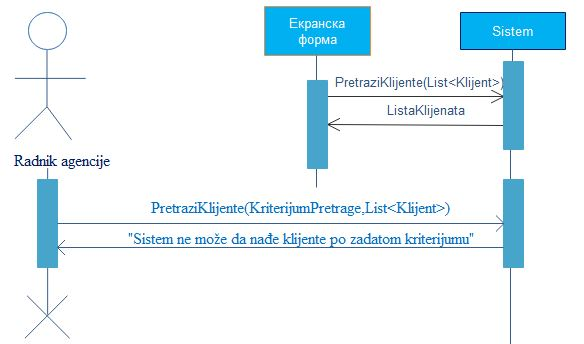 Екранска
форма
Sistem
PretraziKlijente(List<Klijent>)
ListaKlijenata
Radnik agencije
PretraziKlijente(KriterijumPretrage,List<Klijent>)
"Sistem ne može da nađe klijente po zadatom kriterijumu"